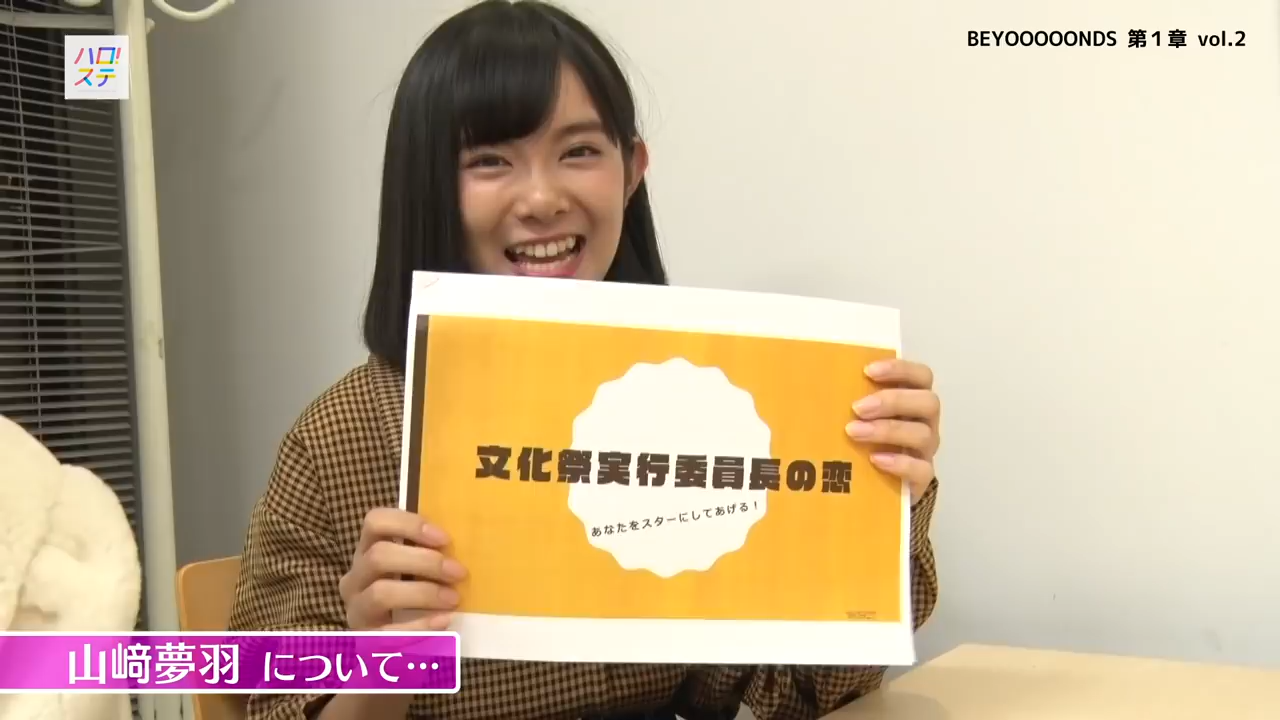 ハロ!
ステ
BEYOOOOONDS 第1章 vol.2
文化祭実行委員長の恋
あなたをスターにしてあげる！
山﨑夢羽 について…